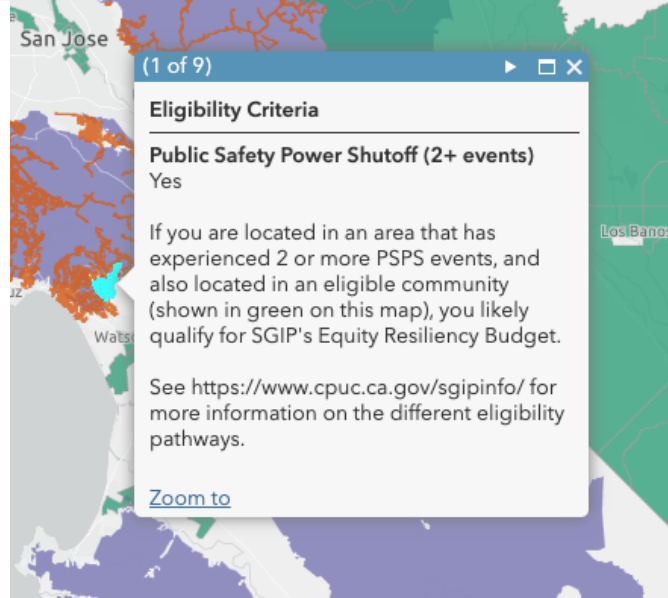 San Jose
(1 of 9)
Eligibility Criteria
Public Safety Power Shutoff (2+ events)
Yes
If you are located in an area that has
experienced 2 or more PSPS events, and
also located in an eligible community
(shown in green on this map), you likely
qualify for SGIP's Equity Resiliency Budget.
See https://www.cpuc.ca.gov/sgipinfo/ for
more information on the different eligibility
pathways.
Zoom to
Los Banos
uz
Wats